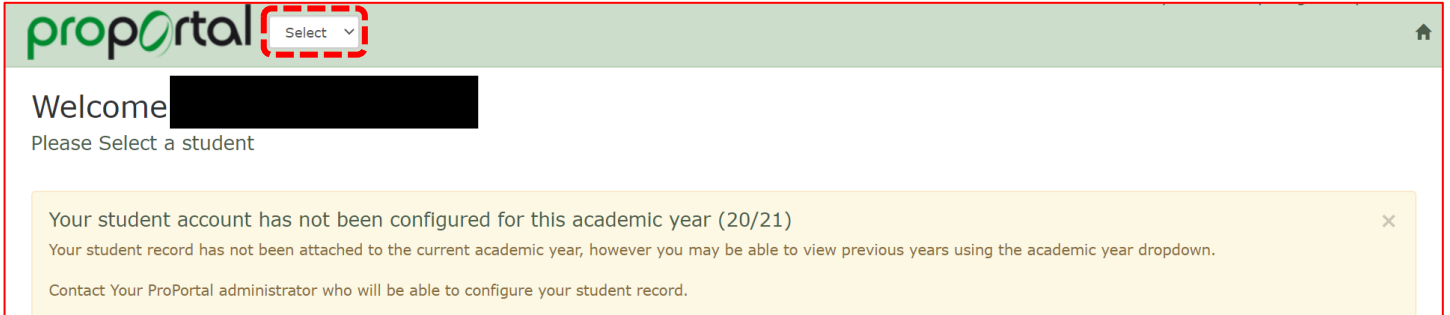 proportal Select
Welcome
Please Select a student
Your student account has not been configured for this academic year (20/21) ×
Your student record has not been attached to the current academic year, however you may be able to view previous years using the academic year dropdown.
Contact Your ProPortal administrator who will be able to configure your student record.